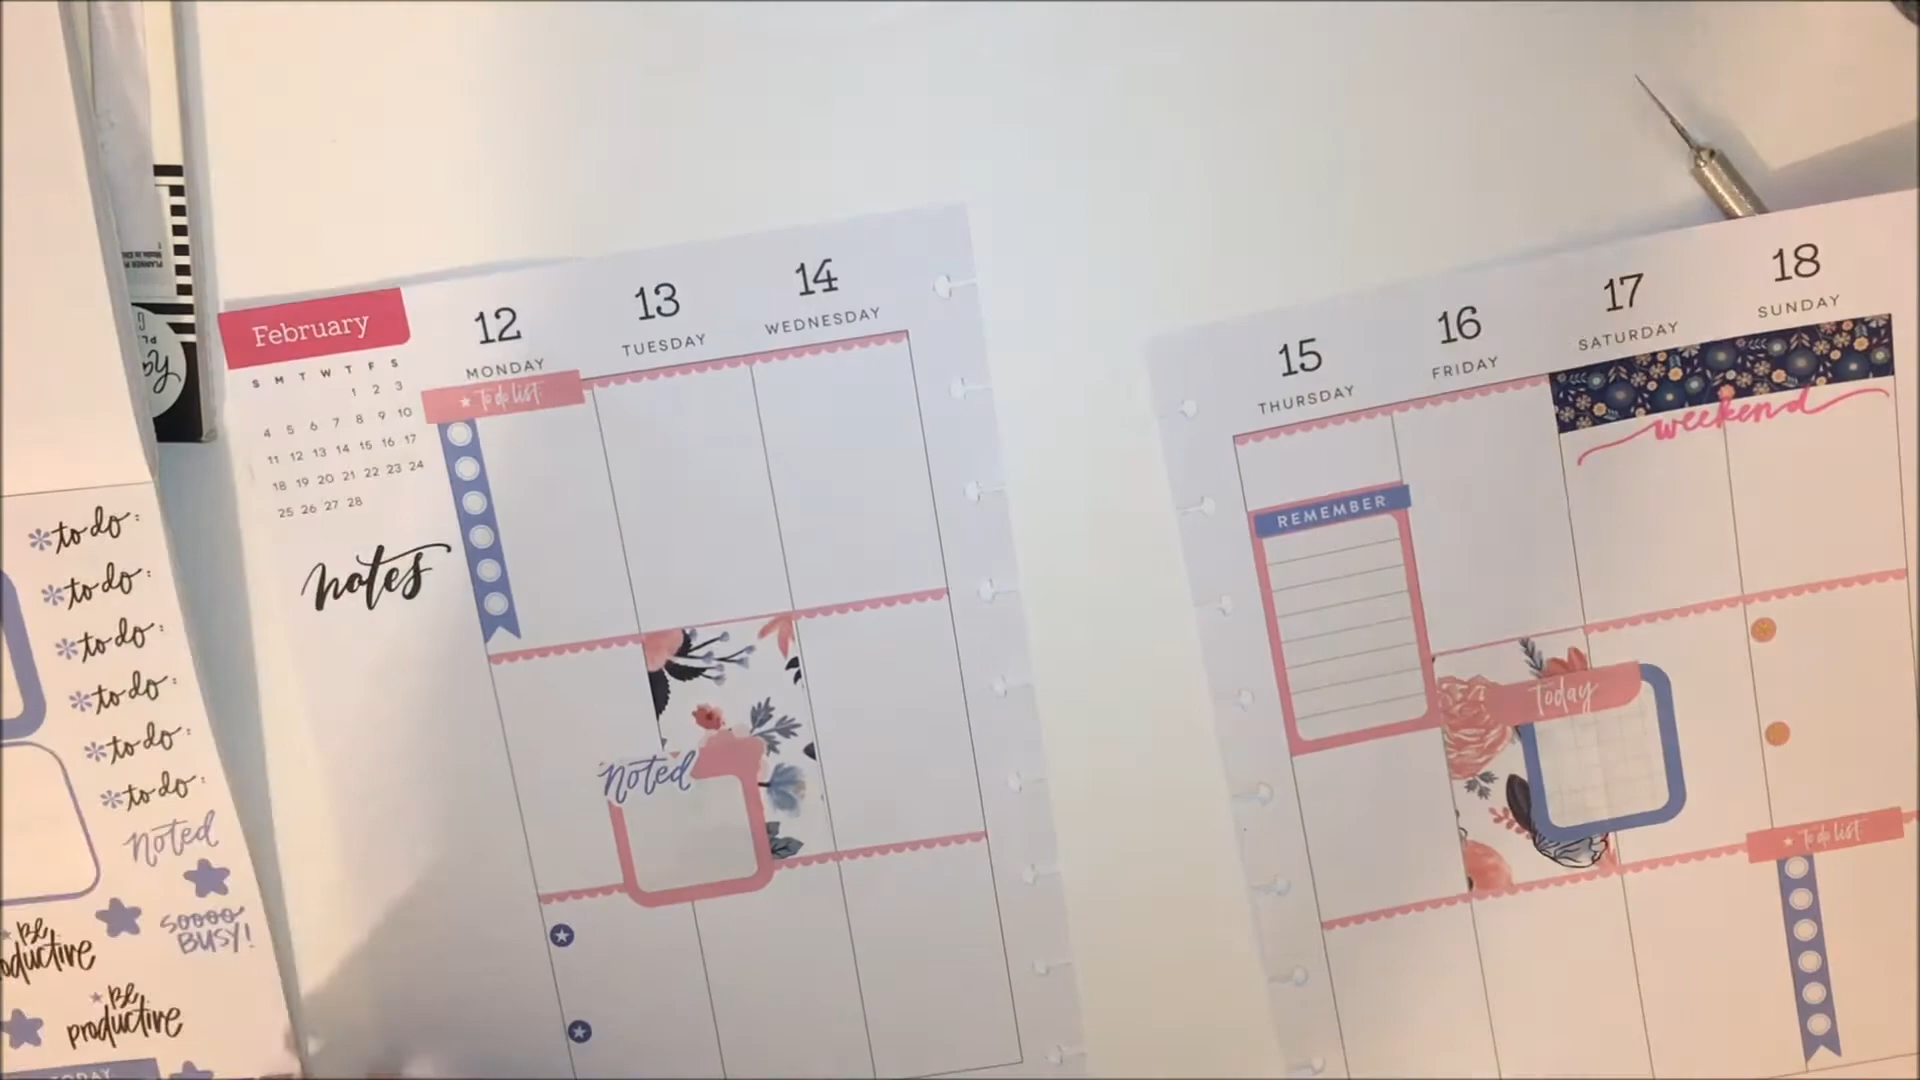 February
S M T W T F S
1 2 3
4 5 6 7 8 9 10
11 12 13 14 15 16 17
18 19 20 21 22 23 24
25 26 27 28
notes
12
MONDAY
13
TUESDAY
14
WEDNESDAY
To do list
noted
15
THURSDAY
16
FRIDAY
17
SATURDAY
18
SUNDAY
weekend
REMEMBER
Today
To do list
to do:
to do:
to do:
to do:
to do:
to do:
noted
SOOOO
BUSY!
Be
productive
TODAY